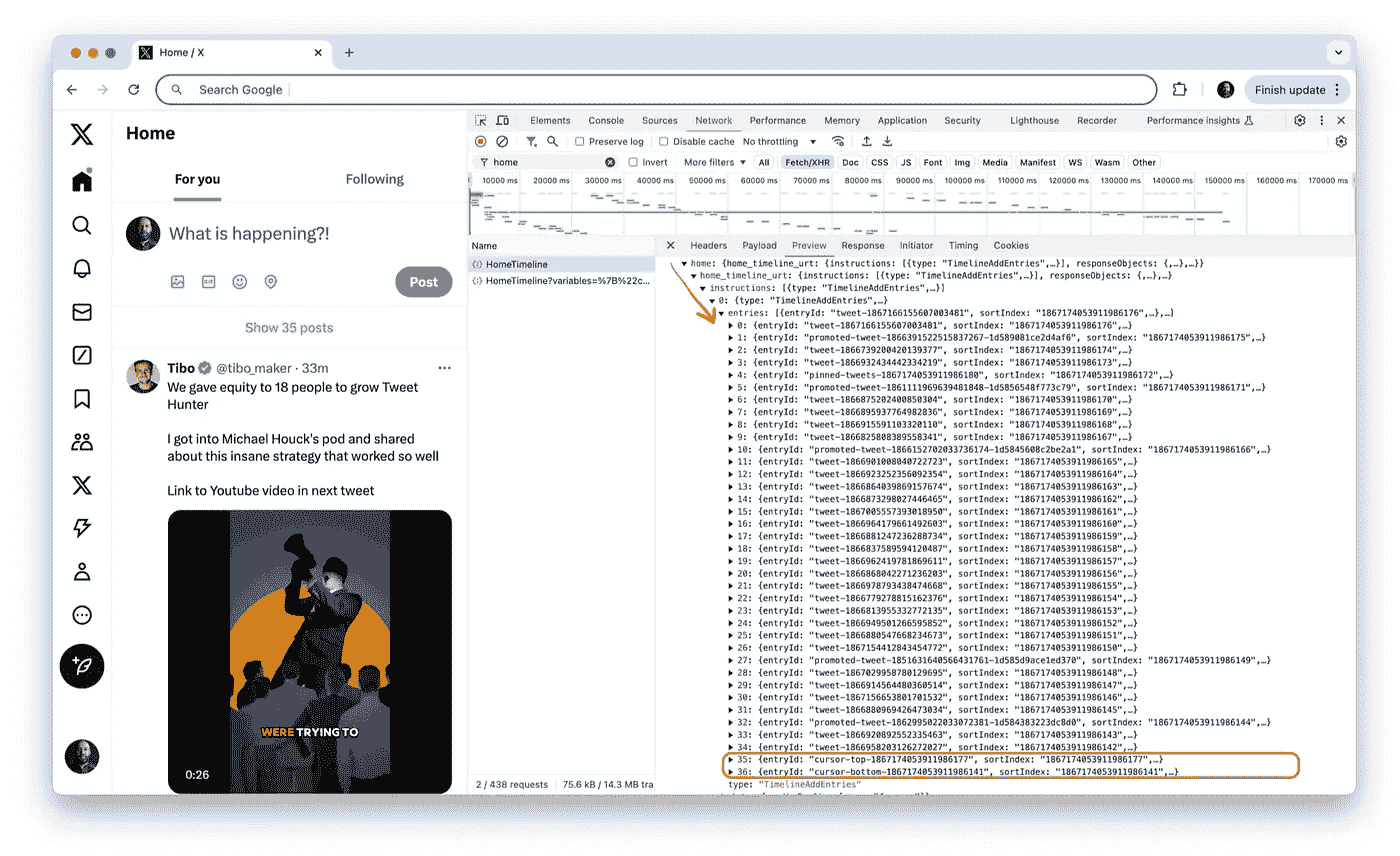 Home / X
Search Google
Finish update
Home
For you
Following
What is happening?!
Post
Show 35 posts
Tibo @tibo_maker · 33m
We gave equity to 18 people to grow Tweet
Hunter
I got into Michael Houck's pod and shared
about this insane strategy that worked so well
Link to Youtube video in next tweet
WERE TRYING TO
0:26
Elements Console Sources Network Performance Memory Application Security Lighthouse Recorder Performance insights
Preserve log Disable cache No throttling
home Invert More filters All Fetch/XHR Doc CSS JS Font Img Media Manifest WS Wasm Other
10000 ms 20000 ms 30000 ms 40000 ms 50000 ms 60000 ms 70000 ms 80000 ms 90000 ms 100000 ms 110000 ms 120000 ms 130000 ms 140000 ms 150000 ms 160000 ms 170000 ms
Name
HomeTimeline
HomeTimeline?variables=%7B%22c...
2 / 438 requests 75.6 kB / 14.3 MB tra
Headers Payload Preview Response Initiator Timing Cookies
home: {home_timeline_urt: {instructions: [{type: "TimelineAddEntries",…}], responseObjects: {,…},…}}
home_timeline_urt: {instructions: [{type: "TimelineAddEntries",…}], responseObjects: {,…},…}
instructions: [{type: "TimelineAddEntries",…}]
0: {type: "TimelineAddEntries",…}
entries: [{entryId: "tweet-1867166155607003481", sortIndex: "1867174053911986176",…},…]
0: {entryId: "tweet-1867166155607003481", sortIndex: "1867174053911986176",…}
1: {entryId: "promoted-tweet-1863915225158372​67-1d589081ce2d4af6", sortIndex: "1867174053911986175",…}
2: {entryId: "tweet-1866739200420139377", sortIndex: "1867174053911986174",…}
3: {entryId: "tweet-1866932434442334219", sortIndex: "1867174053911986173",…}
4: {entryId: "pinned-tweets-1867174053911986180", sortIndex: "1867174053911986172",…}
5: {entryId: "promoted-tweet-1861111969639481848-1d5856548f773c79", sortIndex: "1867174053911986171",…}
6: {entryId: "tweet-1866875202400850304", sortIndex: "1867174053911986170",…}
7: {entryId: "tweet-1866895937764982836", sortIndex: "1867174053911986169",…}
8: {entryId: "tweet-1866915591103320110", sortIndex: "1867174053911986168",…}
9: {entryId: "tweet-1866825808389558341", sortIndex: "1867174053911986167",…}
10: {entryId: "promoted-tweet-1866152702033736174-1d5845608c2be2a1", sortIndex: "1867174053911986166",…}
11: {entryId: "tweet-1866901008040722723", sortIndex: "1867174053911986165",…}
12: {entryId: "tweet-1866923252356092354", sortIndex: "1867174053911986164",…}
13: {entryId: "tweet-1866864039869157674", sortIndex: "1867174053911986163",…}
14: {entryId: "tweet-1866873298027446465", sortIndex: "1867174053911986162",…}
15: {entryId: "tweet-1867005557393018950", sortIndex: "1867174053911986161",…}
16: {entryId: "tweet-1866964179661492603", sortIndex: "1867174053911986160",…}
17: {entryId: "tweet-1866881247236288734", sortIndex: "1867174053911986159",…}
18: {entryId: "tweet-1866837589594120487", sortIndex: "1867174053911986158",…}
19: {entryId: "tweet-1866962419781869611", sortIndex: "1867174053911986157",…}
20: {entryId: "tweet-1866868042271236203", sortIndex: "1867174053911986156",…}
21: {entryId: "tweet-1866978793438474668", sortIndex: "1867174053911986155",…}
22: {entryId: "tweet-1866779278816162376", sortIndex: "1867174053911986154",…}
23: {entryId: "tweet-1866813955332772135", sortIndex: "1867174053911986153",…}
24: {entryId: "tweet-1866949501266595852", sortIndex: "1867174053911986152",…}
25: {entryId: "tweet-1866880547668234673", sortIndex: "1867174053911986151",…}
26: {entryId: "tweet-1867154412843454772", sortIndex: "1867174053911986150",…}
27: {entryId: "promoted-tweet-1851631640566431761-1d585d9ace1ed370", sortIndex: "1867174053911986149",…}
28: {entryId: "tweet-1867029958780129695", sortIndex: "1867174053911986148",…}
29: {entryId: "tweet-1866914564480360514", sortIndex: "1867174053911986147",…}
30: {entryId: "tweet-1867156653801701532", sortIndex: "1867174053911986146",…}
31: {entryId: "tweet-1866880969426473034", sortIndex: "1867174053911986145",…}
32: {entryId: "promoted-tweet-1862995022033072381-1d584383223dc8d0", sortIndex: "1867174053911986144",…}
33: {entryId: "tweet-1866920892552335463", sortIndex: "1867174053911986143",…}
34: {entryId: "tweet-1866958203126272027", sortIndex: "1867174053911986142",…}
35: {entryId: "cursor-top-1867174053911986177", sortIndex: "1867174053911986177",…}
36: {entryId: "cursor-bottom-1867174053911986141", sortIndex: "1867174053911986141",…}
type: "TimelineAddEntries"